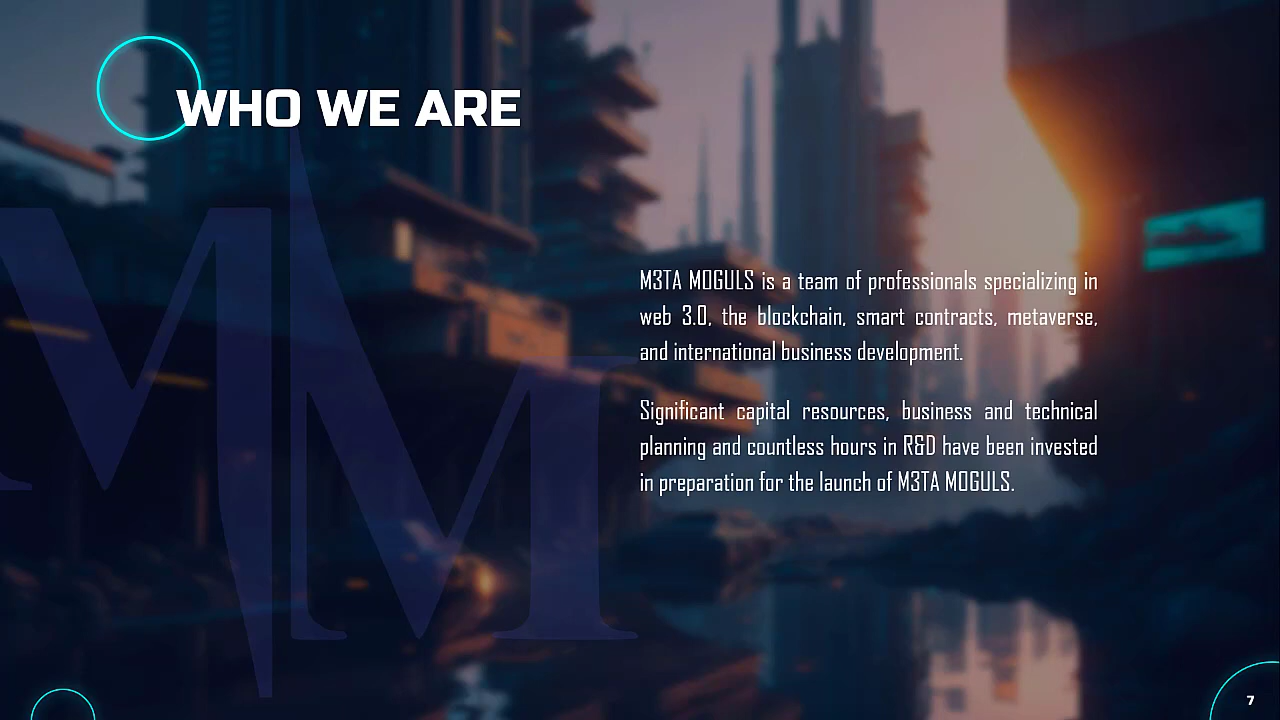 WHO WE ARE
M3TA MOGULS is a team of professionals specializing in
web 3.0, the blockchain, smart contracts, metaverse,
and international business development.
Significant capital resources, business and technical
planning and countless hours in R&D have been invested
in preparation for the launch of M3TA MOGULS.
MM
7